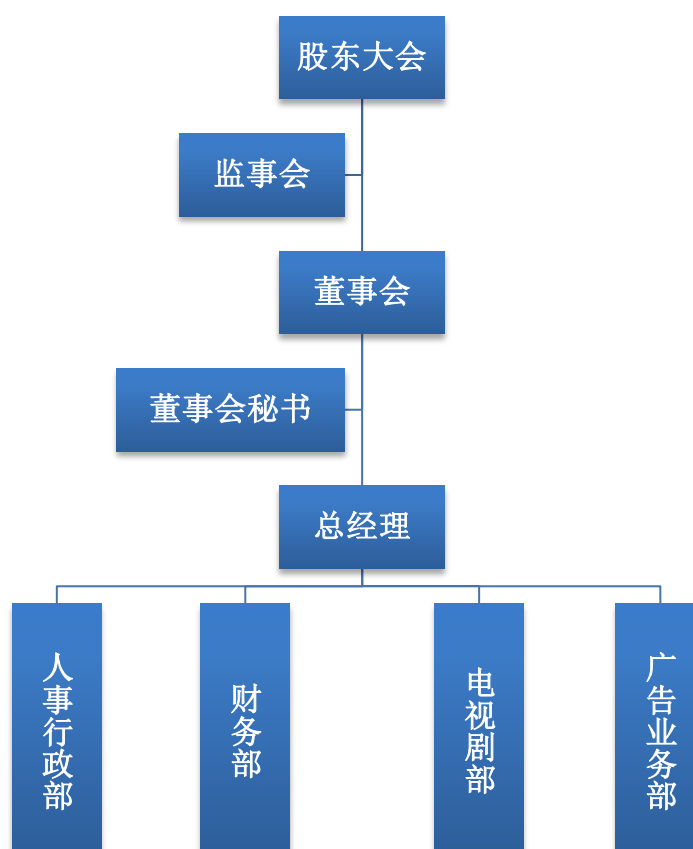 股东大会
监事会
董事会
董事会秘书
总经理
人事行政部
财务部
电视剧部
广告业务部